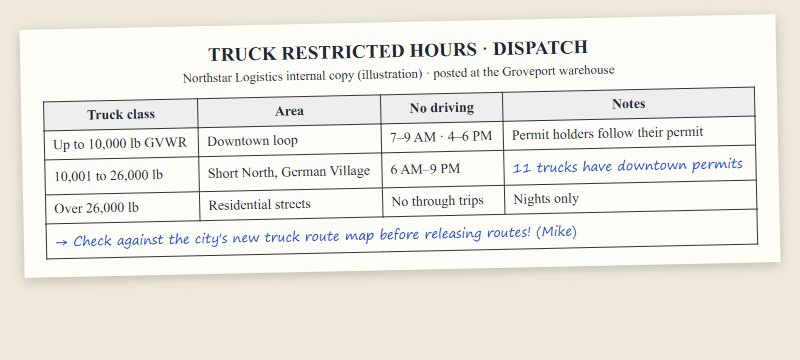 TRUCK RESTRICTED HOURS · DISPATCH
Northstar Logistics internal copy (illustration) · posted at the Groveport warehouse
Truck class Area No driving Notes
Up to 10,000 lb GVWR Downtown loop 7–9 AM · 4–6 PM Permit holders follow their permit
10,001 to 26,000 lb Short North, German Village 6 AM–9 PM 11 trucks have downtown permits
Over 26,000 lb Residential streets No through trips Nights only
→ Check against the city's new truck route map before releasing routes! (Mike)